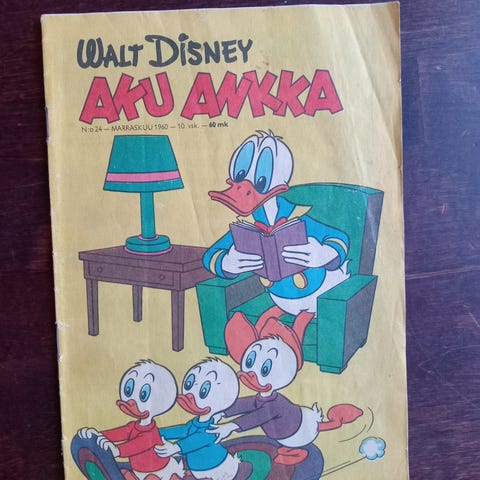 WALT DISNEY
AKU ANKKA
N:o 24 — MARRASKUU 1960 — 10. vsk. — 60 mk